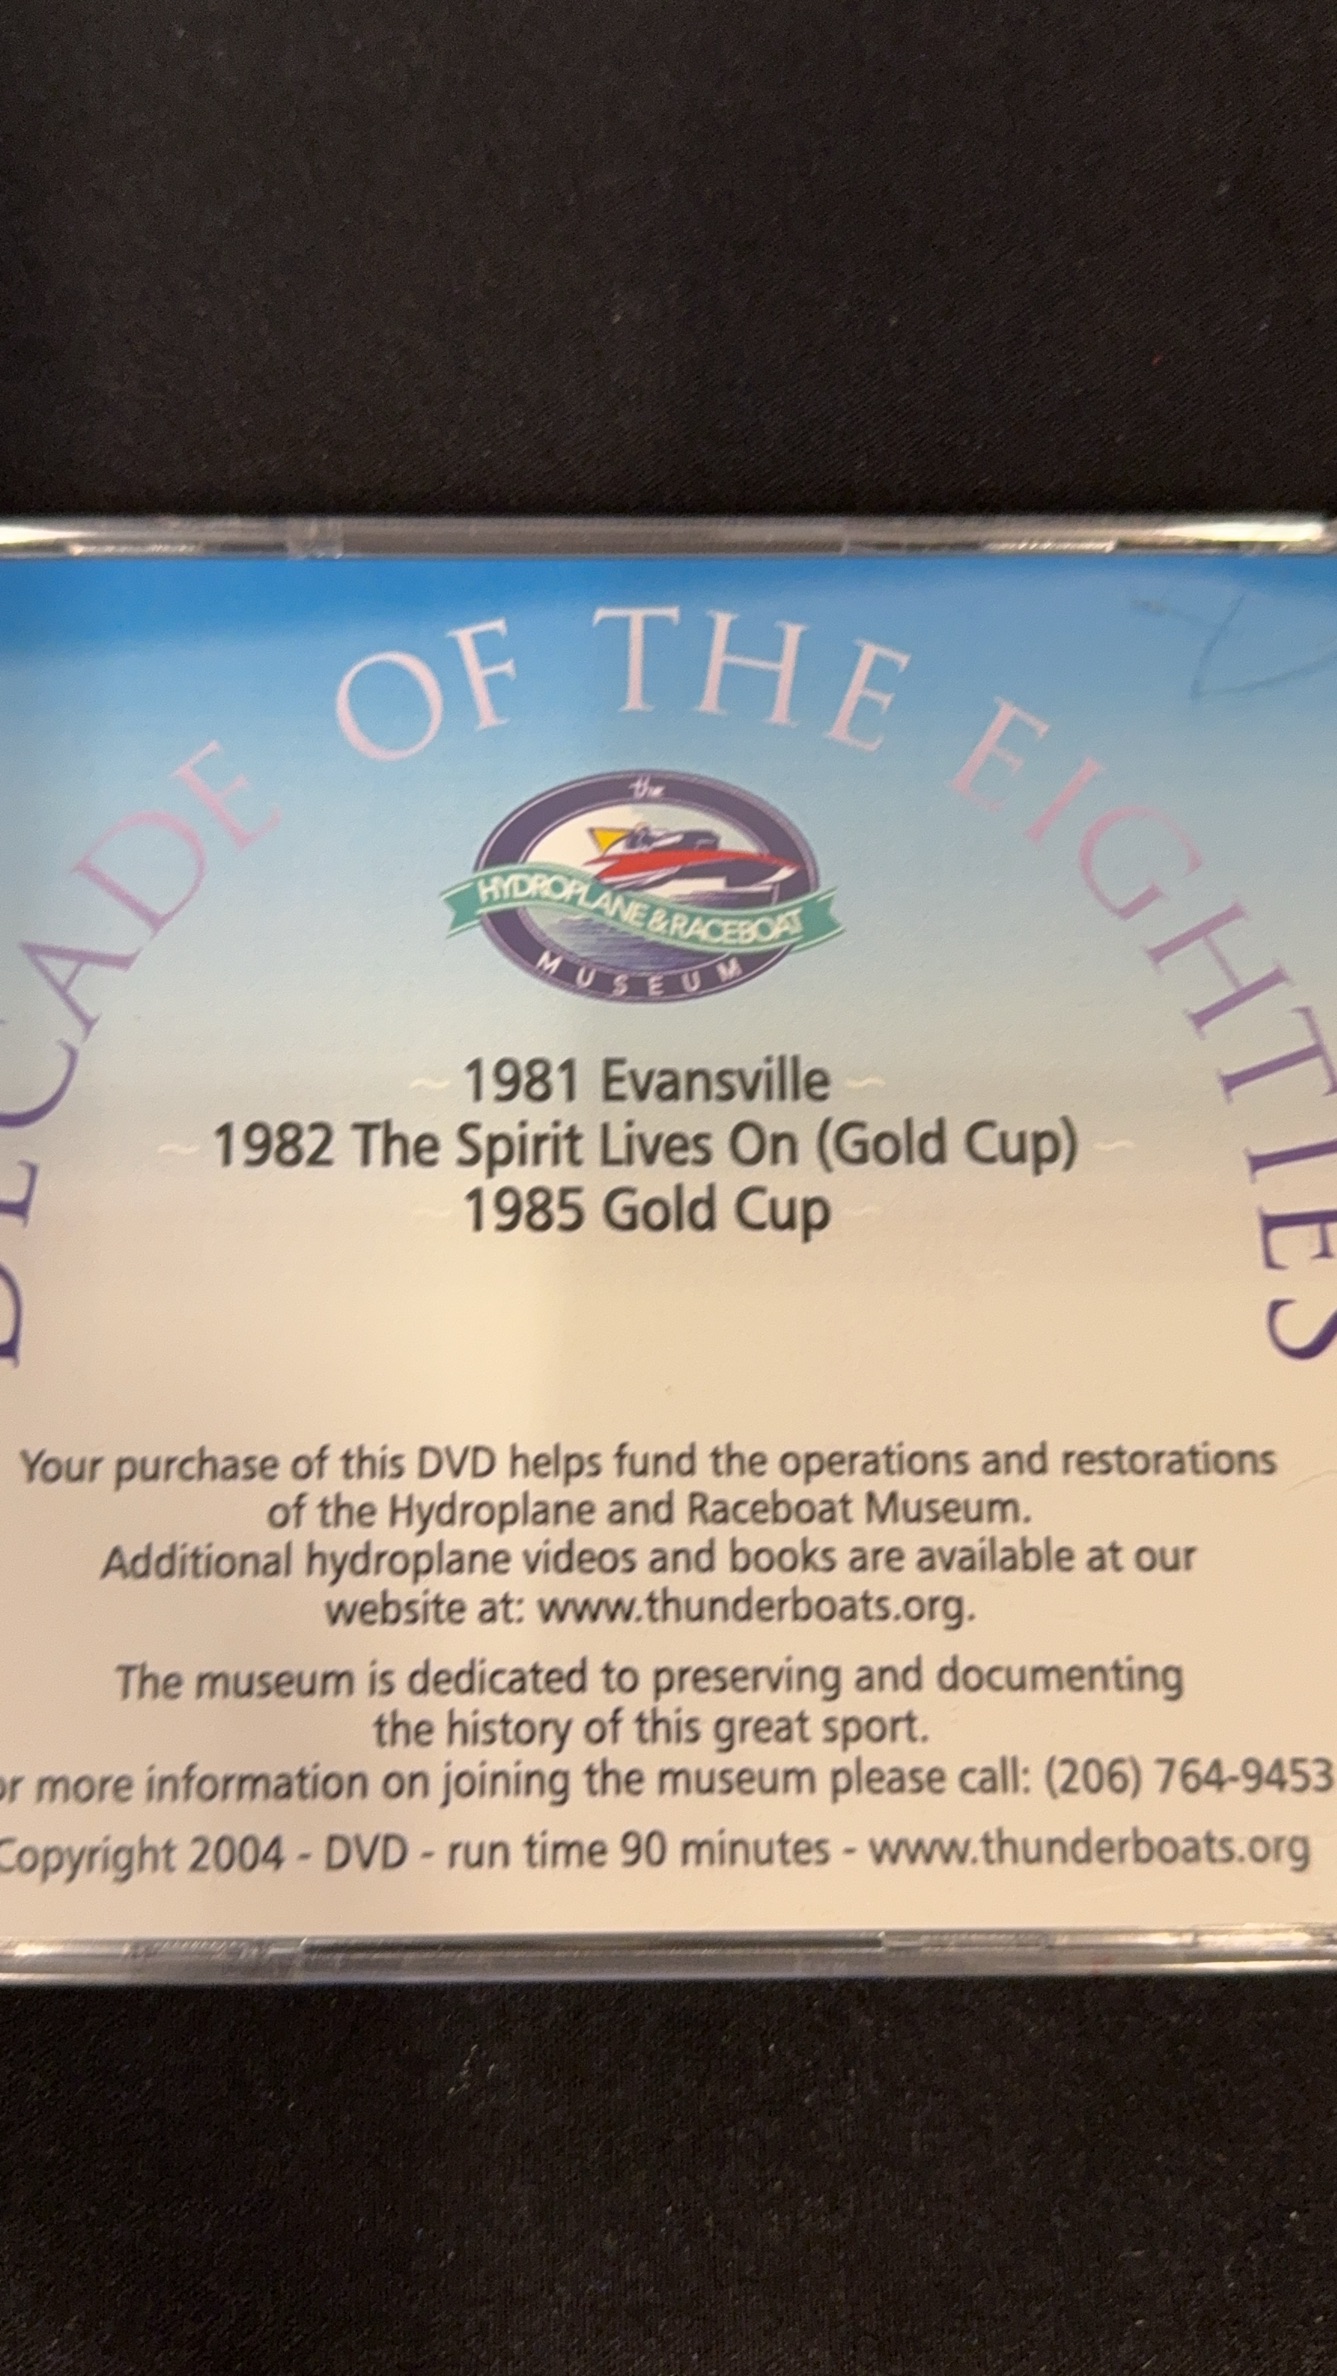 DECADE OF THE EIGHTIES
the
HYDROPLANE & RACEBOAT
MUSEUM
~ 1981 Evansville ~
~ 1982 The Spirit Lives On (Gold Cup) ~
~ 1985 Gold Cup ~
Your purchase of this DVD helps fund the operations and restorations
of the Hydroplane and Raceboat Museum.
Additional hydroplane videos and books are available at our
website at: www.thunderboats.org.
The museum is dedicated to preserving and documenting
the history of this great sport.
or more information on joining the museum please call: (206) 764-9453
Copyright 2004 - DVD - run time 90 minutes - www.thunderboats.org